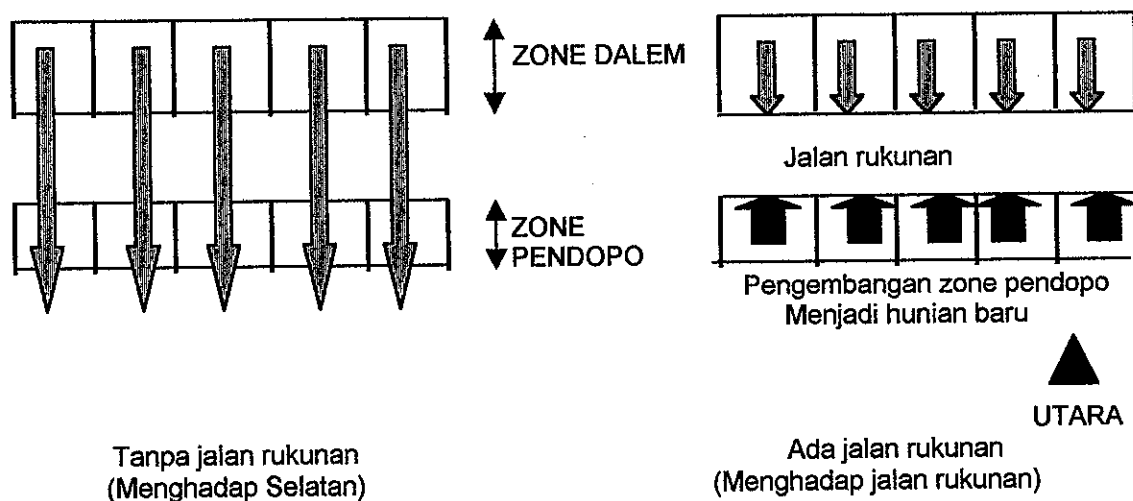 ZONE DALEM
ZONE
PENDOPO
Tanpa jalan rukunan
(Menghadap Selatan)
Jalan rukunan
Pengembangan zone pendopo
Menjadi hunian baru
UTARA
Ada jalan rukunan
(Menghadap jalan rukunan)